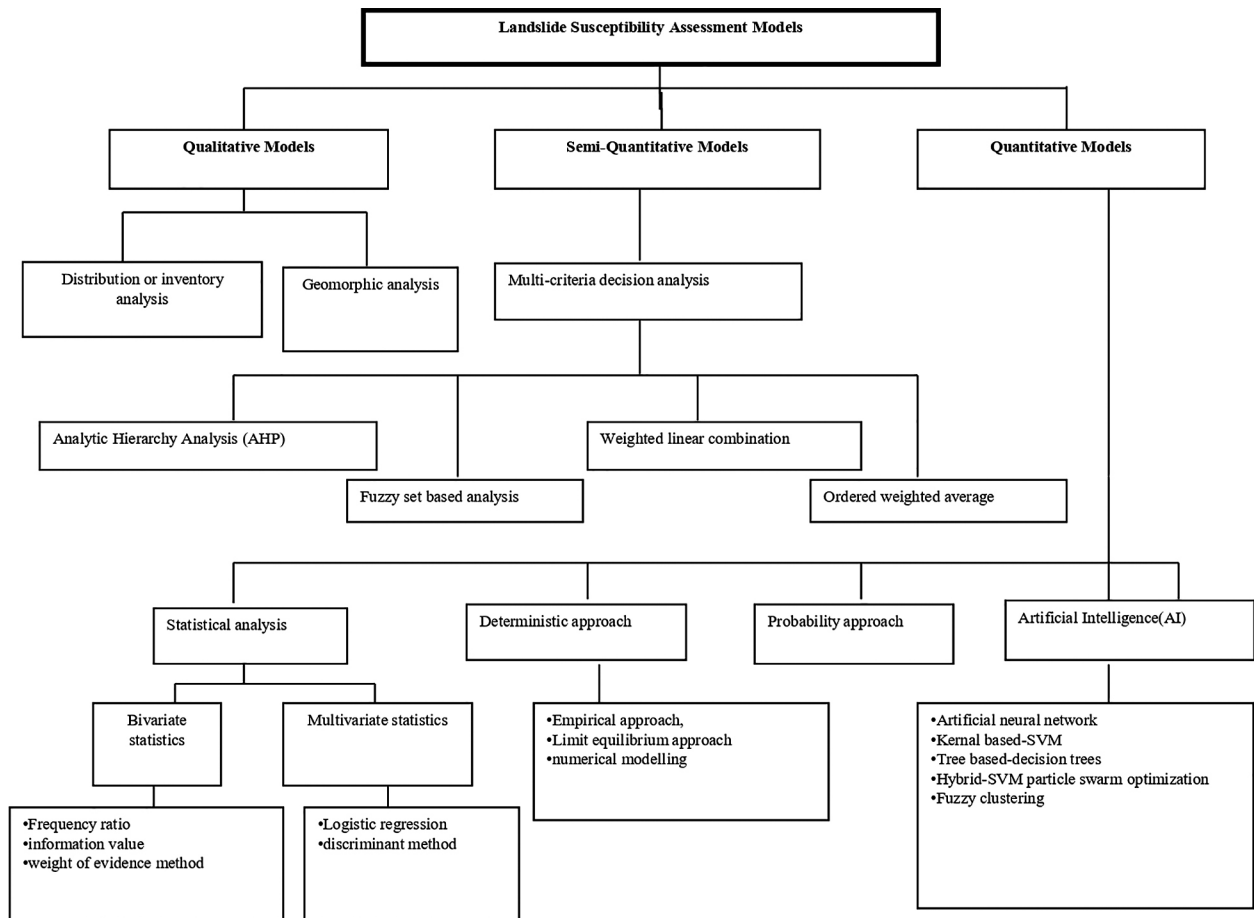 Landslide Susceptibility Assessment Models
Qualitative Models
Semi-Quantitative Models
Quantitative Models
Distribution or inventory
analysis
Geomorphic analysis
Multi-criteria decision analysis
Analytic Hierarchy Analysis (AHP)
Weighted linear combination
Fuzzy set based analysis
Ordered weighted average
Statistical analysis
Deterministic approach
Probability approach
Artificial Intelligence(AI)
Bivariate
statistics
Multivariate statistics
•Empirical approach,
•Limit equilibrium approach
•numerical modelling
•Artificial neural network
•Kernal based-SVM
•Tree based-decision trees
•Hybrid-SVM particle swarm optimization
•Fuzzy clustering
•Frequency ratio
•information value
•weight of evidence method
•Logistic regression
•discriminant method